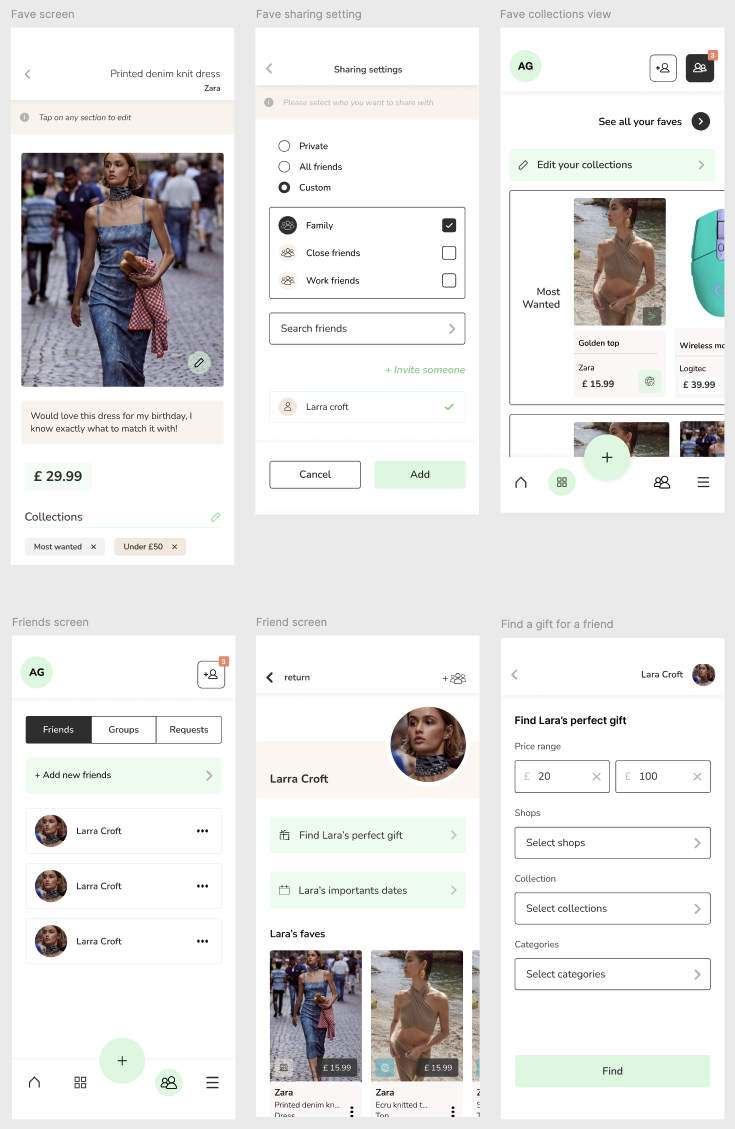 Fave screen
Printed denim knit dress
Zara
Tap on any section to edit
Would love this dress for my birthday, I
know exactly what to match it with!
£ 29.99
Collections
Most wanted ×
Under £50 ×
Fave sharing setting
Sharing settings
Please select who you want to share with
Private
All friends
Custom
Family
Close friends
Work friends
Search friends
+ Invite someone
Larra croft
Cancel
Add
Fave collections view
AG
3
See all your faves
Edit your collections
Most
Wanted
Golden top
Zara
£ 15.99
Wireless mo
Logitec
£ 39.99
+
Friends screen
AG
3
Friends
Groups
Requests
+ Add new friends
Larra Croft
Larra Croft
Larra Croft
+
Friend screen
return
Larra Croft
Find Lara's perfect gift
Lara's importants dates
Lara's faves
£ 15.99
£ 15.99
Zara
Printed denim kn...
Dress
Zara
Ecru knitted t...
Top
Find a gift for a friend
Lara Croft
Find Lara's perfect gift
Price range
£ 20 ×
£ 100 ×
Shops
Select shops
Collection
Select collections
Categories
Select categories
Find